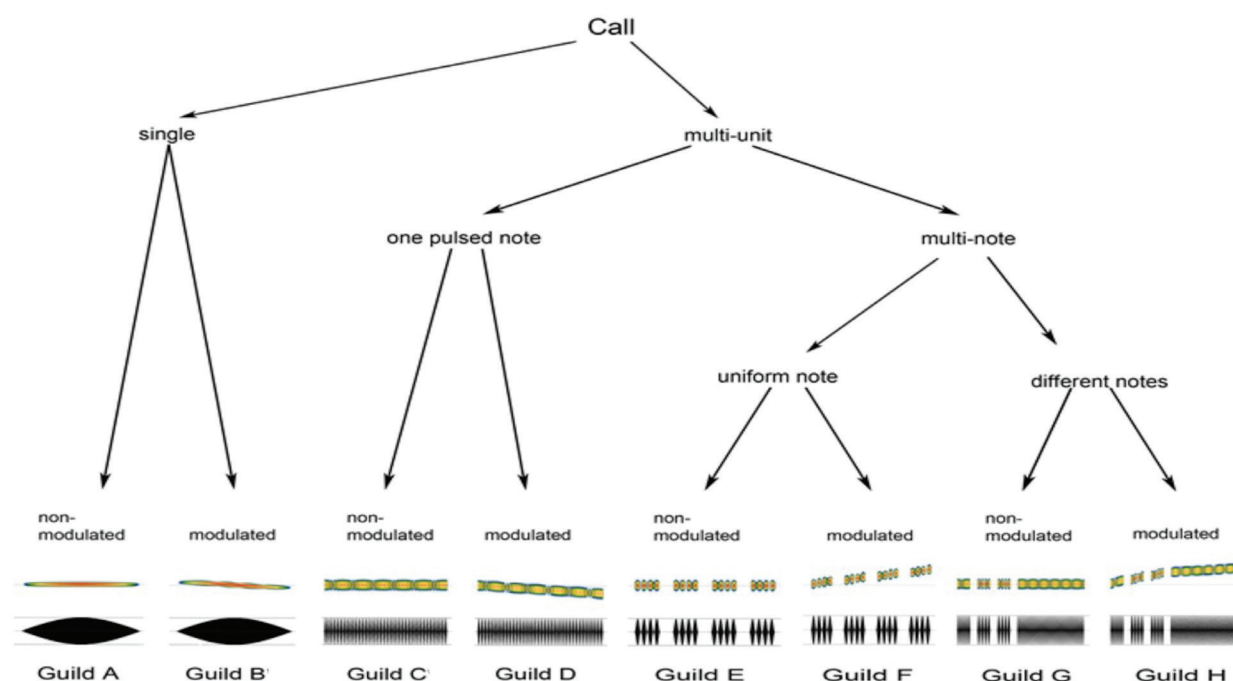 Call
single
multi-unit
one pulsed note
multi-note
uniform note
different notes
non-
modulated
modulated
non-
modulated
modulated
non-
modulated
modulated
non-
modulated
modulated
Guild A
Guild B
Guild C
Guild D
Guild E
Guild F
Guild G
Guild H